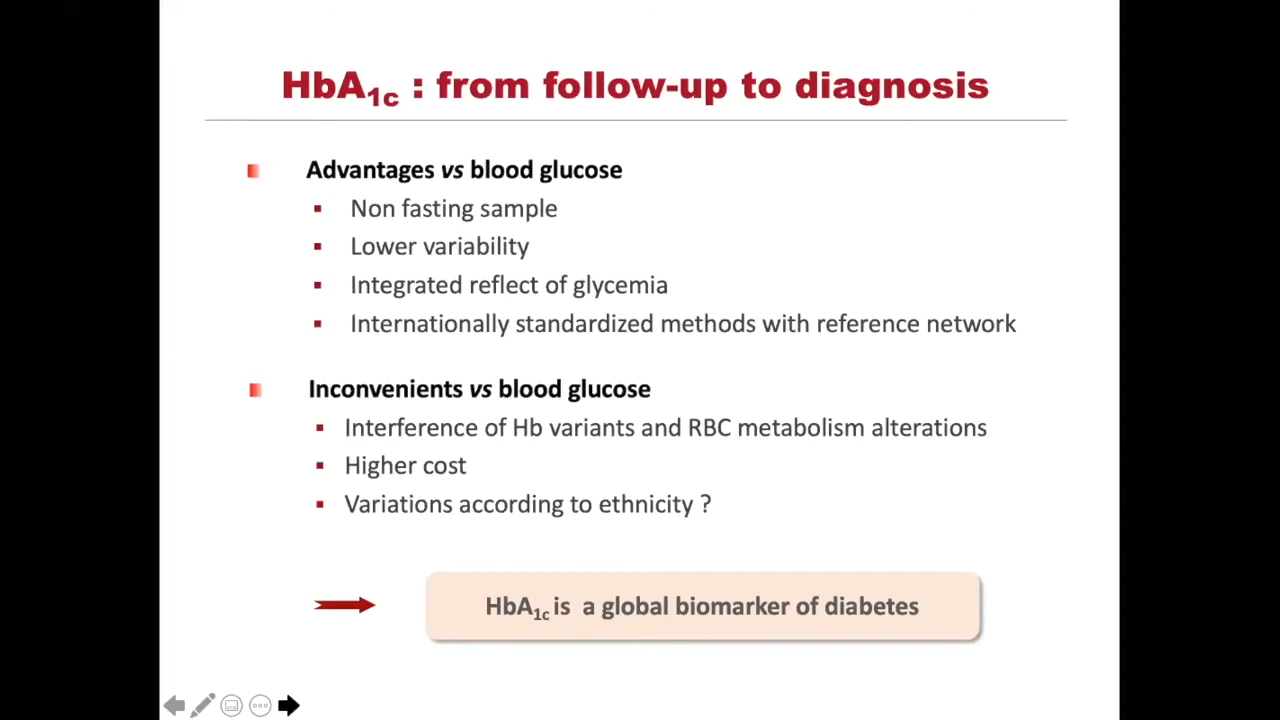 HbA1c : from follow-up to diagnosis
Advantages vs blood glucose
Non fasting sample
Lower variability
Integrated reflect of glycemia
Internationally standardized methods with reference network
Inconvenients vs blood glucose
Interference of Hb variants and RBC metabolism alterations
Higher cost
Variations according to ethnicity ?
HbA1c is a global biomarker of diabetes